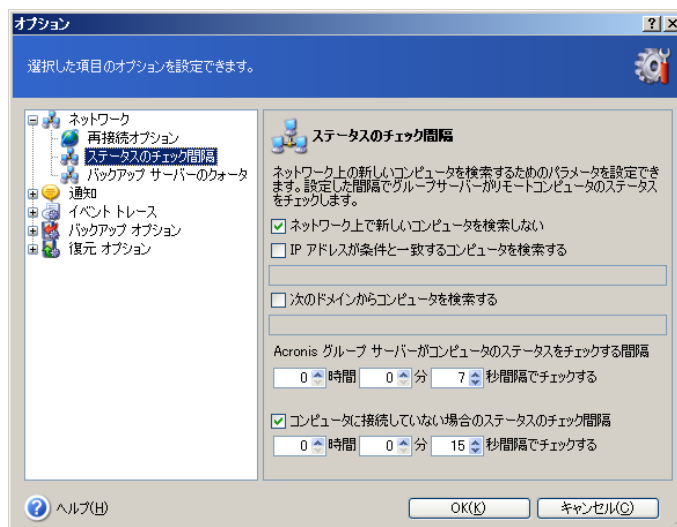 オプション
選択した項目のオプションを設定できます。
ネットワーク
再接続オプション
ステータスのチェック間隔
バックアップ サーバーのクォータ
通知
イベント トレース
バックアップ オプション
復元 オプション
ステータスのチェック間隔
ネットワーク上の新しいコンピュータを検索するためのパラメータを設定でき
ます。設定した間隔でグループサーバーがリモートコンピュータのステータス
をチェックします。
ネットワーク上で新しいコンピュータを検索しない
IP アドレスが条件と一致するコンピュータを検索する
次のドメインからコンピュータを検索する
Acronis グループ サーバーがコンピュータのステータスをチェックする間隔
0 時間 0 分 7 秒間隔でチェックする
コンピュータに接続していない場合のステータスのチェック間隔
0 時間 0 分 15 秒間隔でチェックする
ヘルプ(H)
OK(K)
キャンセル(C)